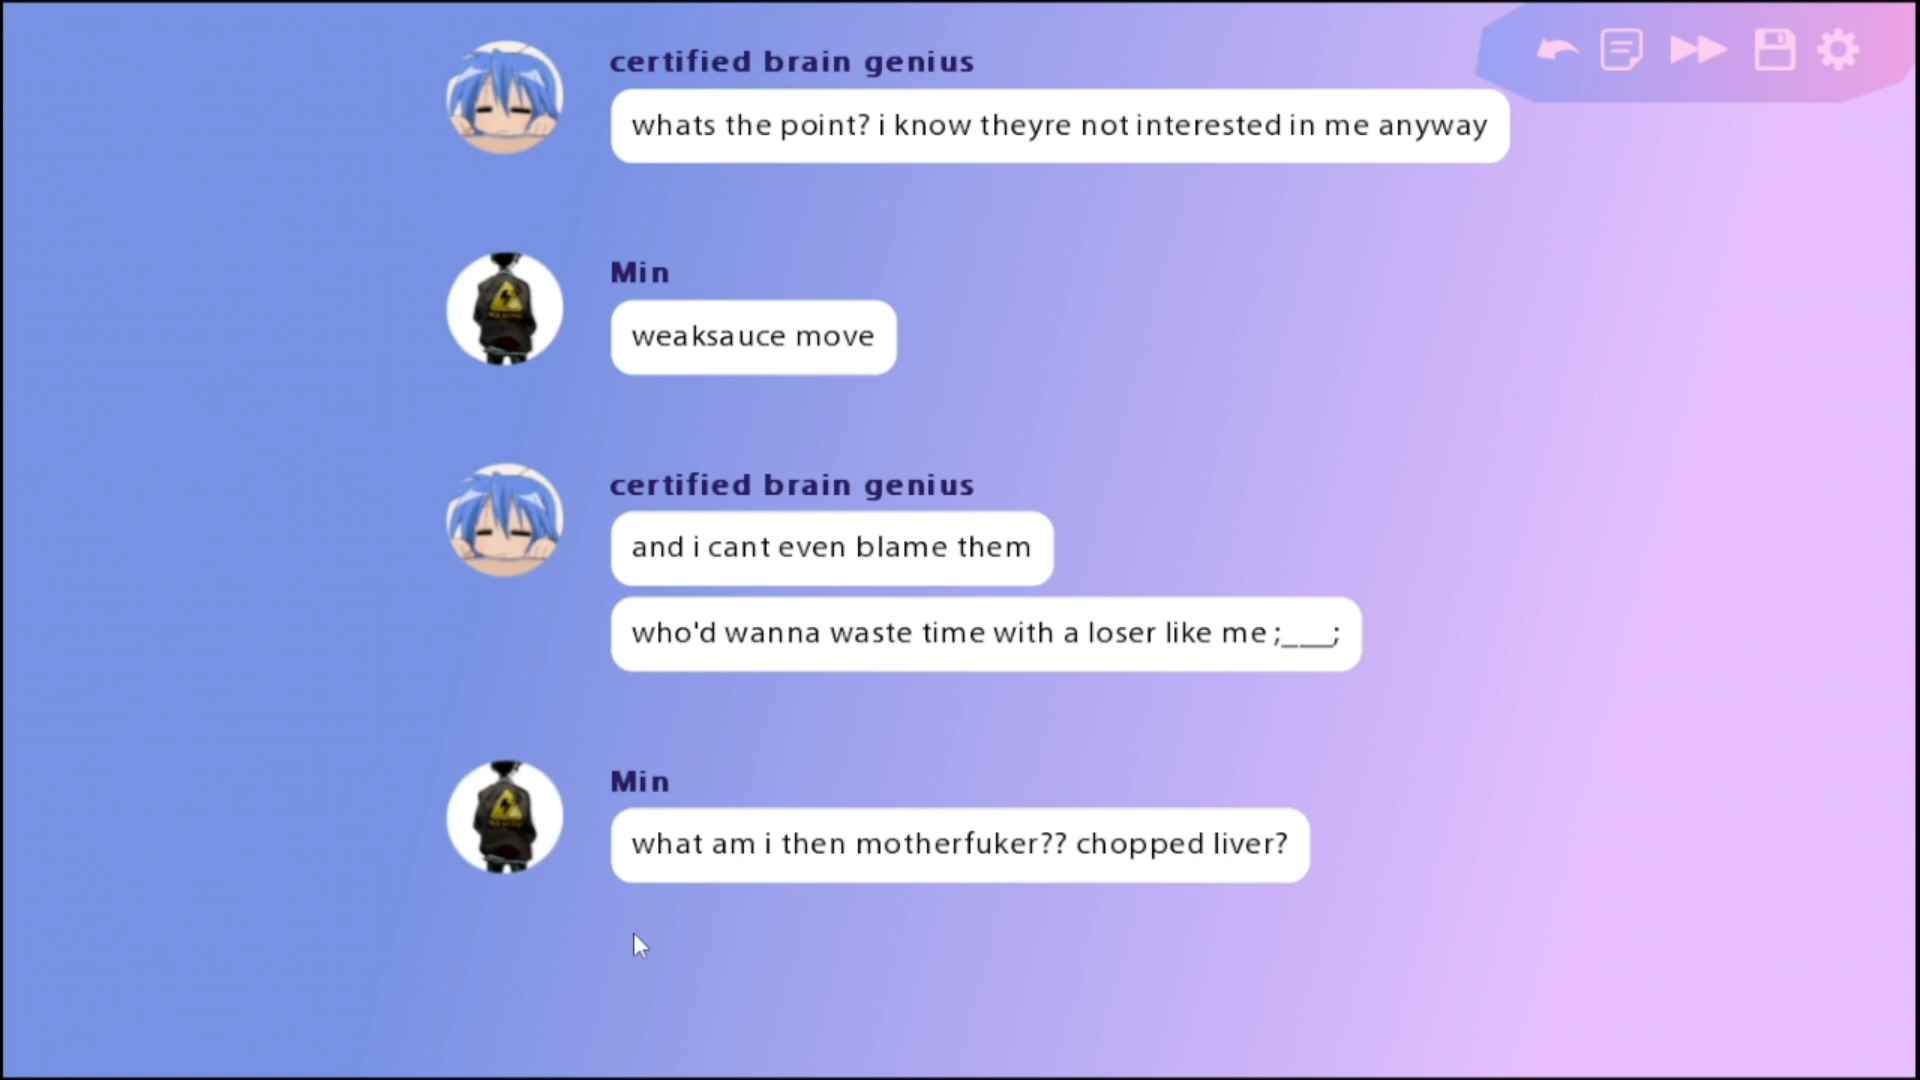 certified brain genius
whats the point? i know theyre not interested in me anyway
Min
weaksauce move
certified brain genius
and i cant even blame them
who'd wanna waste time with a loser like me ;___;
Min
what am i then motherfuker?? chopped liver?